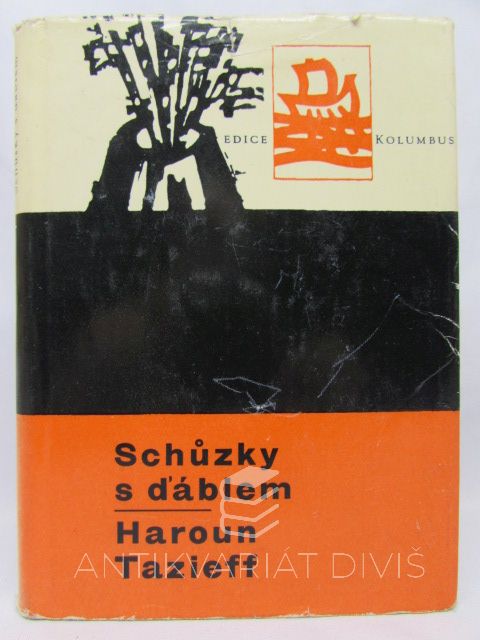 EDICE KOLUMBUS
Schůzky
s ďáblem
Haroun
Tazieff
ANTIKVARIÁT DIVIŠ